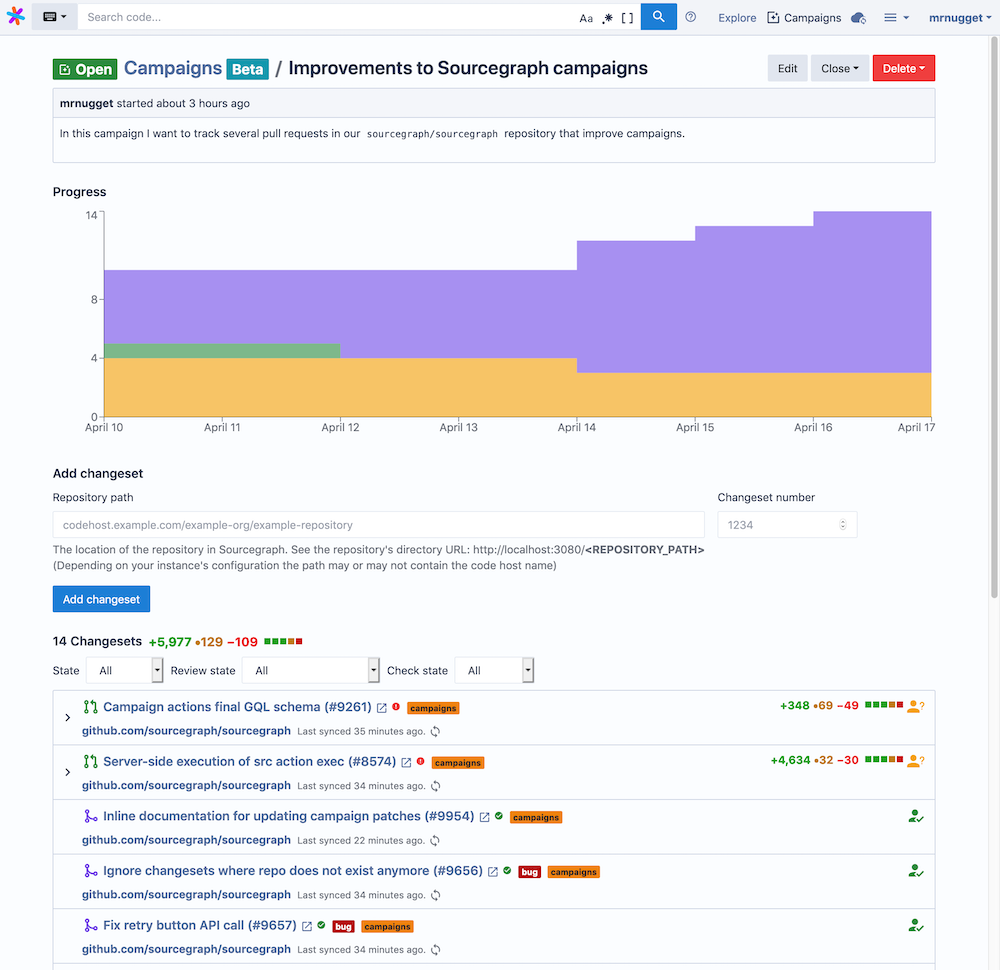 Search code...
Aa .* [ ]
Explore
Campaigns
mrnugget
Open Campaigns Beta / Improvements to Sourcegraph campaigns
Edit
Close
Delete
mrnugget started about 3 hours ago
In this campaign I want to track several pull requests in our sourcegraph/sourcegraph repository that improve campaigns.
Progress
14
8
4
0
April 10 April 11 April 12 April 13 April 14 April 15 April 16 April 17
Add changeset
Repository path
Changeset number
codehost.example.com/example-org/example-repository
1234
The location of the repository in Sourcegraph. See the repository's directory URL: http://localhost:3080/<REPOSITORY_PATH>
(Depending on your instance's configuration the path may or may not contain the code host name)
Add changeset
14 Changesets +5,977 •129 −109
State All Review state All Check state All
Campaign actions final GQL schema (#9261) campaigns +348 •69 −49
github.com/sourcegraph/sourcegraph Last synced 35 minutes ago.
Server-side execution of src action exec (#8574) campaigns +4,634 •32 −30
github.com/sourcegraph/sourcegraph Last synced 34 minutes ago.
Inline documentation for updating campaign patches (#9954) campaigns
github.com/sourcegraph/sourcegraph Last synced 22 minutes ago.
Ignore changesets where repo does not exist anymore (#9656) bug campaigns
github.com/sourcegraph/sourcegraph Last synced 34 minutes ago.
Fix retry button API call (#9657) bug campaigns
github.com/sourcegraph/sourcegraph Last synced 34 minutes ago.